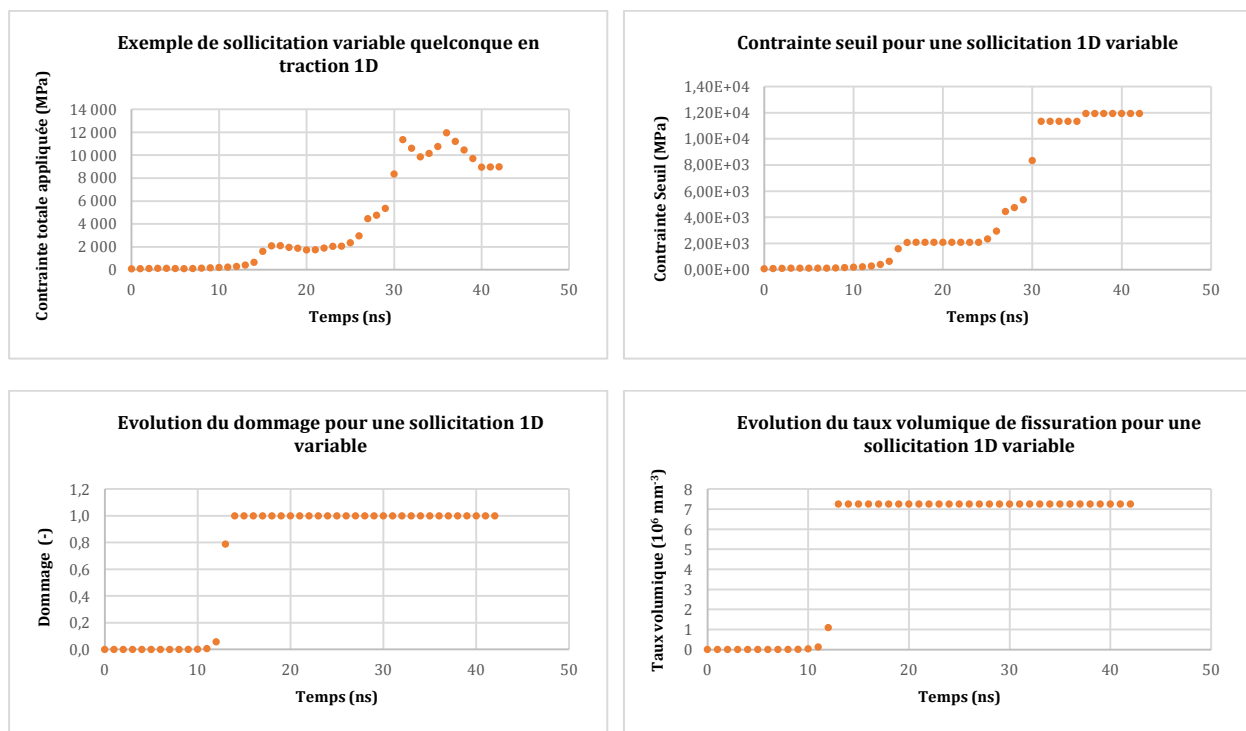 Exemple de sollicitation variable quelconque en
traction 1D
Contrainte totale appliquée (MPa)
14 000
12 000
10 000
8 000
6 000
4 000
2 000
0
0 10 20 30 40 50
Temps (ns)
Contrainte seuil pour une sollicitation 1D variable
Contrainte Seuil (MPa)
1,40E+04
1,20E+04
1,00E+04
8,00E+03
6,00E+03
4,00E+03
2,00E+03
0,00E+00
0 10 20 30 40 50
Temps (ns)
Evolution du dommage pour une sollicitation 1D
variable
Dommage (-)
1,2
1,0
0,8
0,6
0,4
0,2
0,0
0 10 20 30 40 50
Temps (ns)
Evolution du taux volumique de fissuration pour une
sollicitation 1D variable
Taux volumique (10⁶ mm⁻³)
8
7
6
5
4
3
2
1
0
0 10 20 30 40 50
Temps (ns)